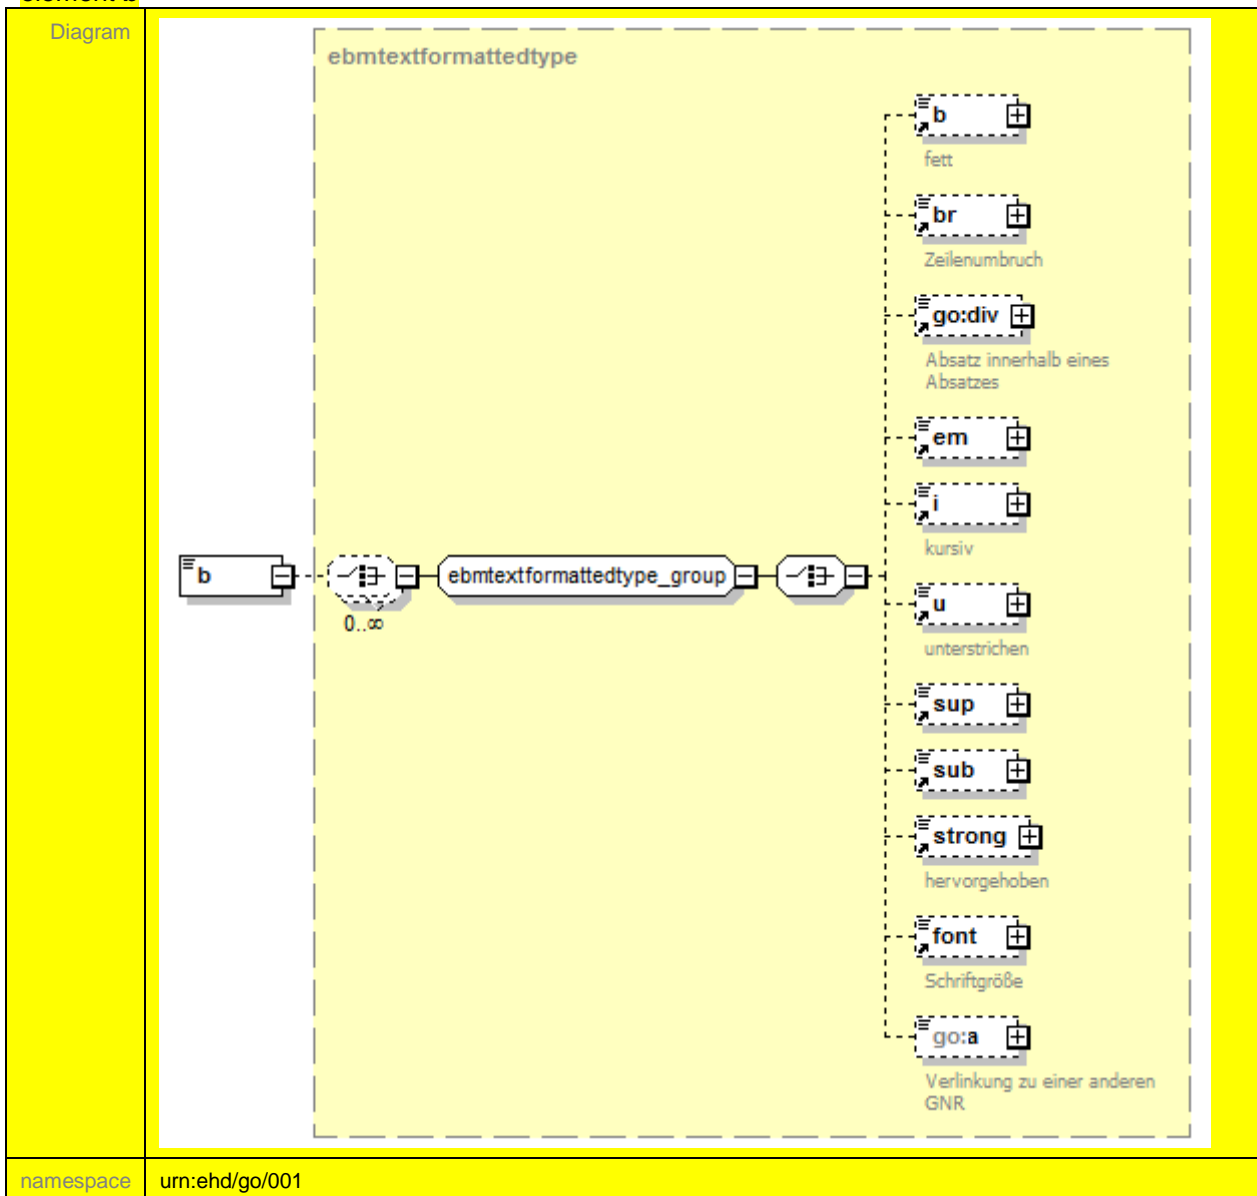 Diagram
ebmtextformattedtype
b
fett
br
Zeilenumbruch
go:div
Absatz innerhalb eines
Absatzes
em
i
kursiv
b
ebmtextformattedtype_group
0..∞
u
unterstrichen
sup
sub
strong
hervorgehoben
font
Schriftgröße
go:a
Verlinkung zu einer anderen
GNR
namespace urn:ehd/go/001